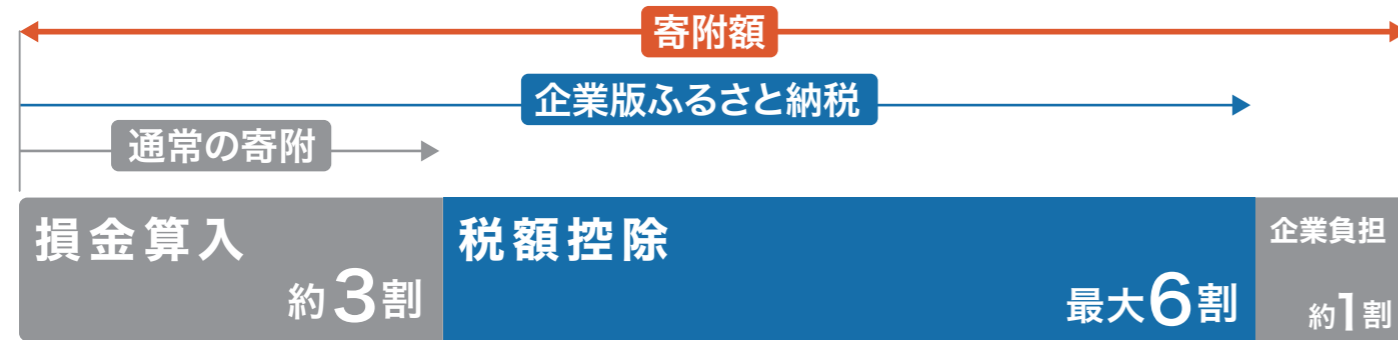 寄附額
企業版ふるさと納税
通常の寄附
損金算入
約3割
税額控除
最大6割
企業負担
約1割